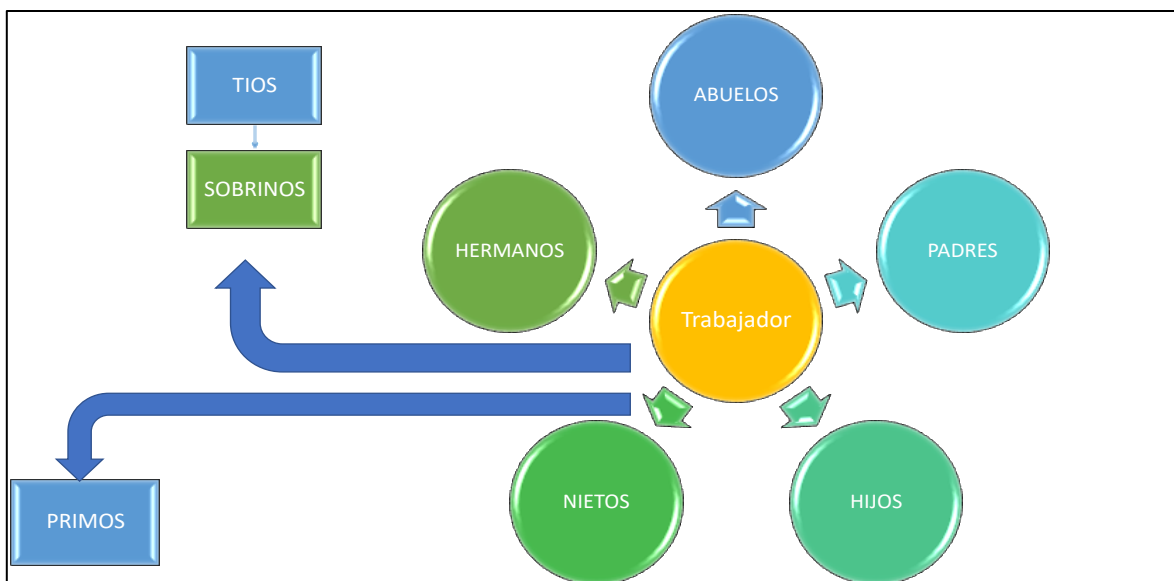 TIOS
SOBRINOS
ABUELOS
HERMANOS
PADRES
Trabajador
NIETOS
HIJOS
PRIMOS